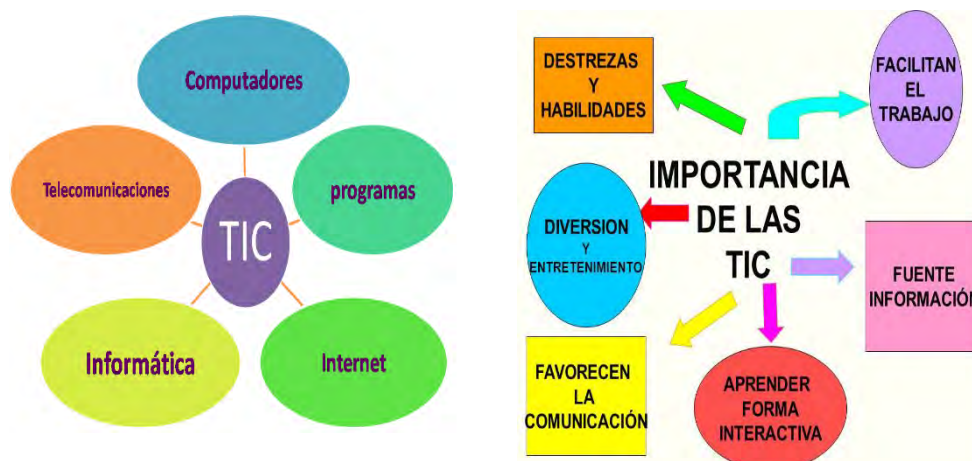 Computadores
Telecomunicaciones
programas
TIC
Informática
Internet
DESTREZAS
Y
HABILIDADES
FACILITAN
EL
TRABAJO
IMPORTANCIA
DE LAS
TIC
DIVERSION
Y
ENTRETENIMIENTO
FUENTE
INFORMACIÓN
FAVORECEN
LA
COMUNICACIÓN
APRENDER
FORMA
INTERACTIVA